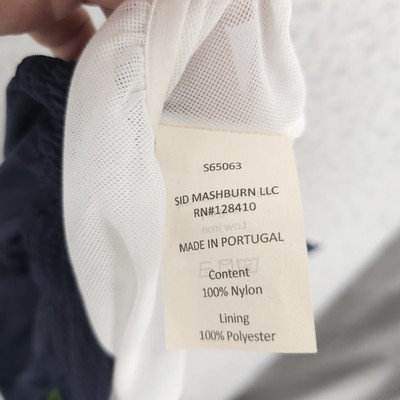 S65063
SID MASHBURN LLC
RN#128410
MADE IN PORTUGAL
Content
100% Nylon
Lining
100% Polyester